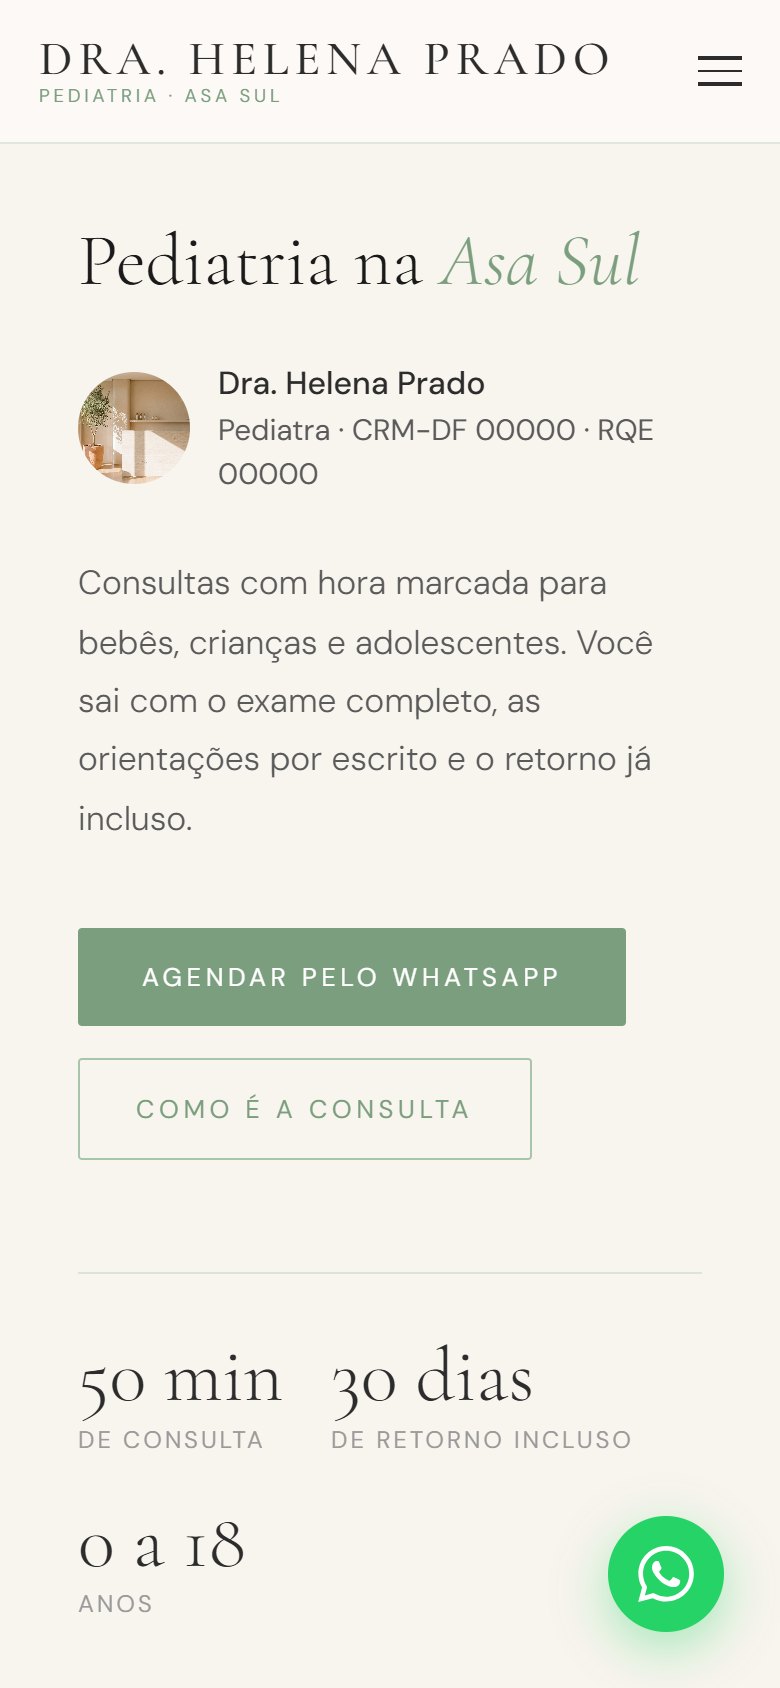 DRA. HELENA PRADO
PEDIATRIA · ASA SUL
Pediatria na Asa Sul
Dra. Helena Prado
Pediatra · CRM-DF 00000 · RQE
00000
Consultas com hora marcada para
bebês, crianças e adolescentes. Você
sai com o exame completo, as
orientações por escrito e o retorno já
incluso.
AGENDAR PELO WHATSAPP
COMO É A CONSULTA
50 min
DE CONSULTA
30 dias
DE RETORNO INCLUSO
0 a 18
ANOS